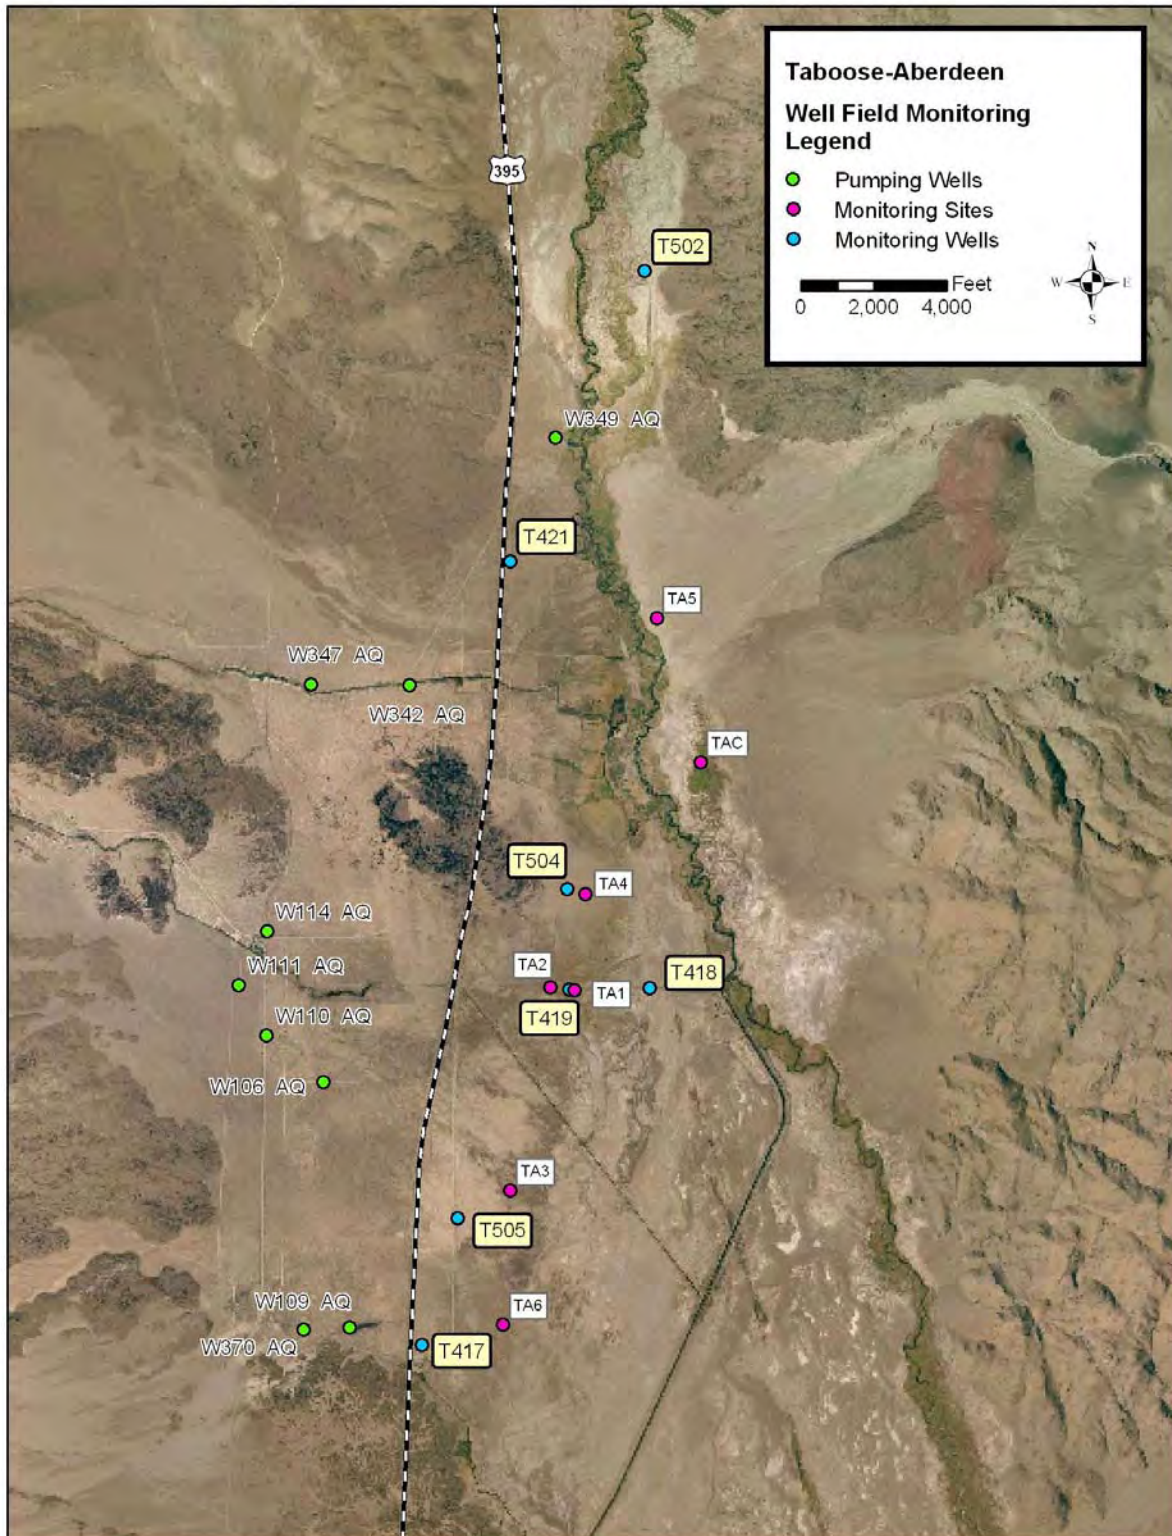 Taboose-Aberdeen
Well Field Monitoring
Legend
Pumping Wells
Monitoring Sites
Monitoring Wells
Feet
0 2,000 4,000
N
W E
S
395
T502
W349 AQ
T421
TA5
W347 AQ
W342 AQ
TAC
T504
TA4
W114 AQ
W111 AQ
TA2
T418
TA1
T419
W110 AQ
W106 AQ
TA3
T505
W109 AQ
TA6
W370 AQ
T417